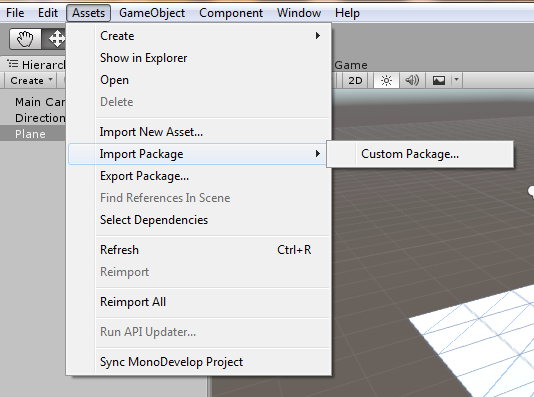 File Edit Assets GameObject Component Window Help
Hierarc Game
Create 2D
Main Car
Direction
Plane
Create
Show in Explorer
Open
Delete
Import New Asset...
Import Package Custom Package...
Export Package...
Find References In Scene
Select Dependencies
Refresh Ctrl+R
Reimport
Reimport All
Run API Updater...
Sync MonoDevelop Project